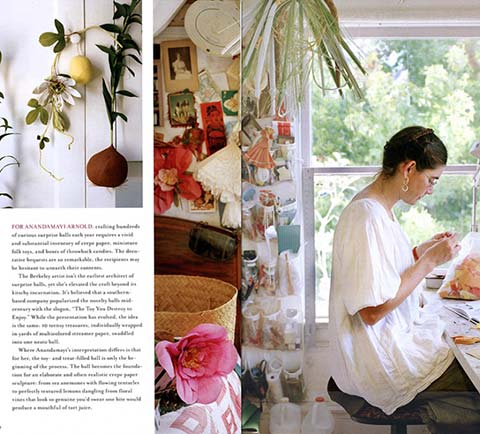 FOR ANANDAMAYI ARNOLD, crafting hundreds
of curious surprise balls each year requires a vivid
and substantial inventory of crepe paper, miniature
folk toys, and boxes of throwback candies. The deco-
rative bequests are so remarkable, the recipients may
be hesitant to unearth their contents.
The Berkeley artist isn't the earliest architect of
surprise balls, yet she's elevated the craft beyond its
kitschy incarnation. It's believed that a southern-
based company popularized the novelty balls mid-
century with the slogan, "The Toy You Destroy to
Enjoy." While the presentation has evolved, the idea
is the same: 10 teensy treasures, individually wrapped
in yards of multicolored streamer paper, swaddled
into one neato ball.
Where Anandamayi's interpretation differs is that
for her, the toy- and treat-filled ball is only the be-
ginning of the process. The ball becomes the founda-
tion for an elaborate and often realistic crepe paper
sculpture: from sea anemones with flowing tentacles
to perfectly textured lemons dangling from floral
vines that look so genuine you'd swear one bite would
produce a mouthful of tart juice.